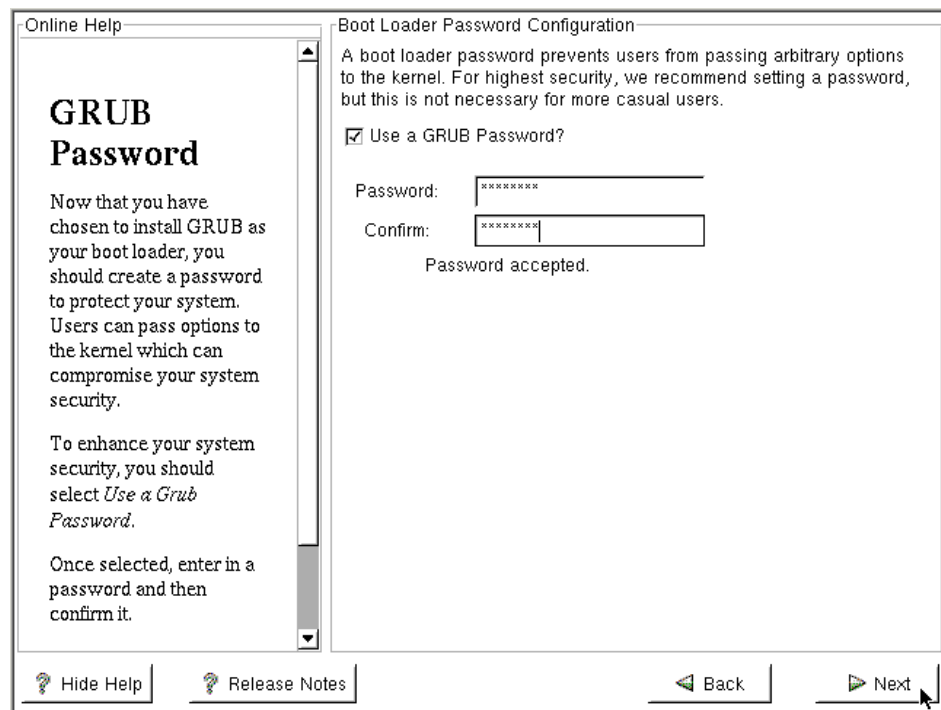 Online Help
GRUB
Password
Now that you have
chosen to install GRUB as
your boot loader, you
should create a password
to protect your system.
Users can pass options to
the kernel which can
compromise your system
security.
To enhance your system
security, you should
select Use a Grub
Password.
Once selected, enter in a
password and then
confirm it.
Boot Loader Password Configuration
A boot loader password prevents users from passing arbitrary options
to the kernel. For highest security, we recommend setting a password,
but this is not necessary for more casual users.
Use a GRUB Password?
Password: ********
Confirm: ********
Password accepted.
Hide Help
Release Notes
Back
Next